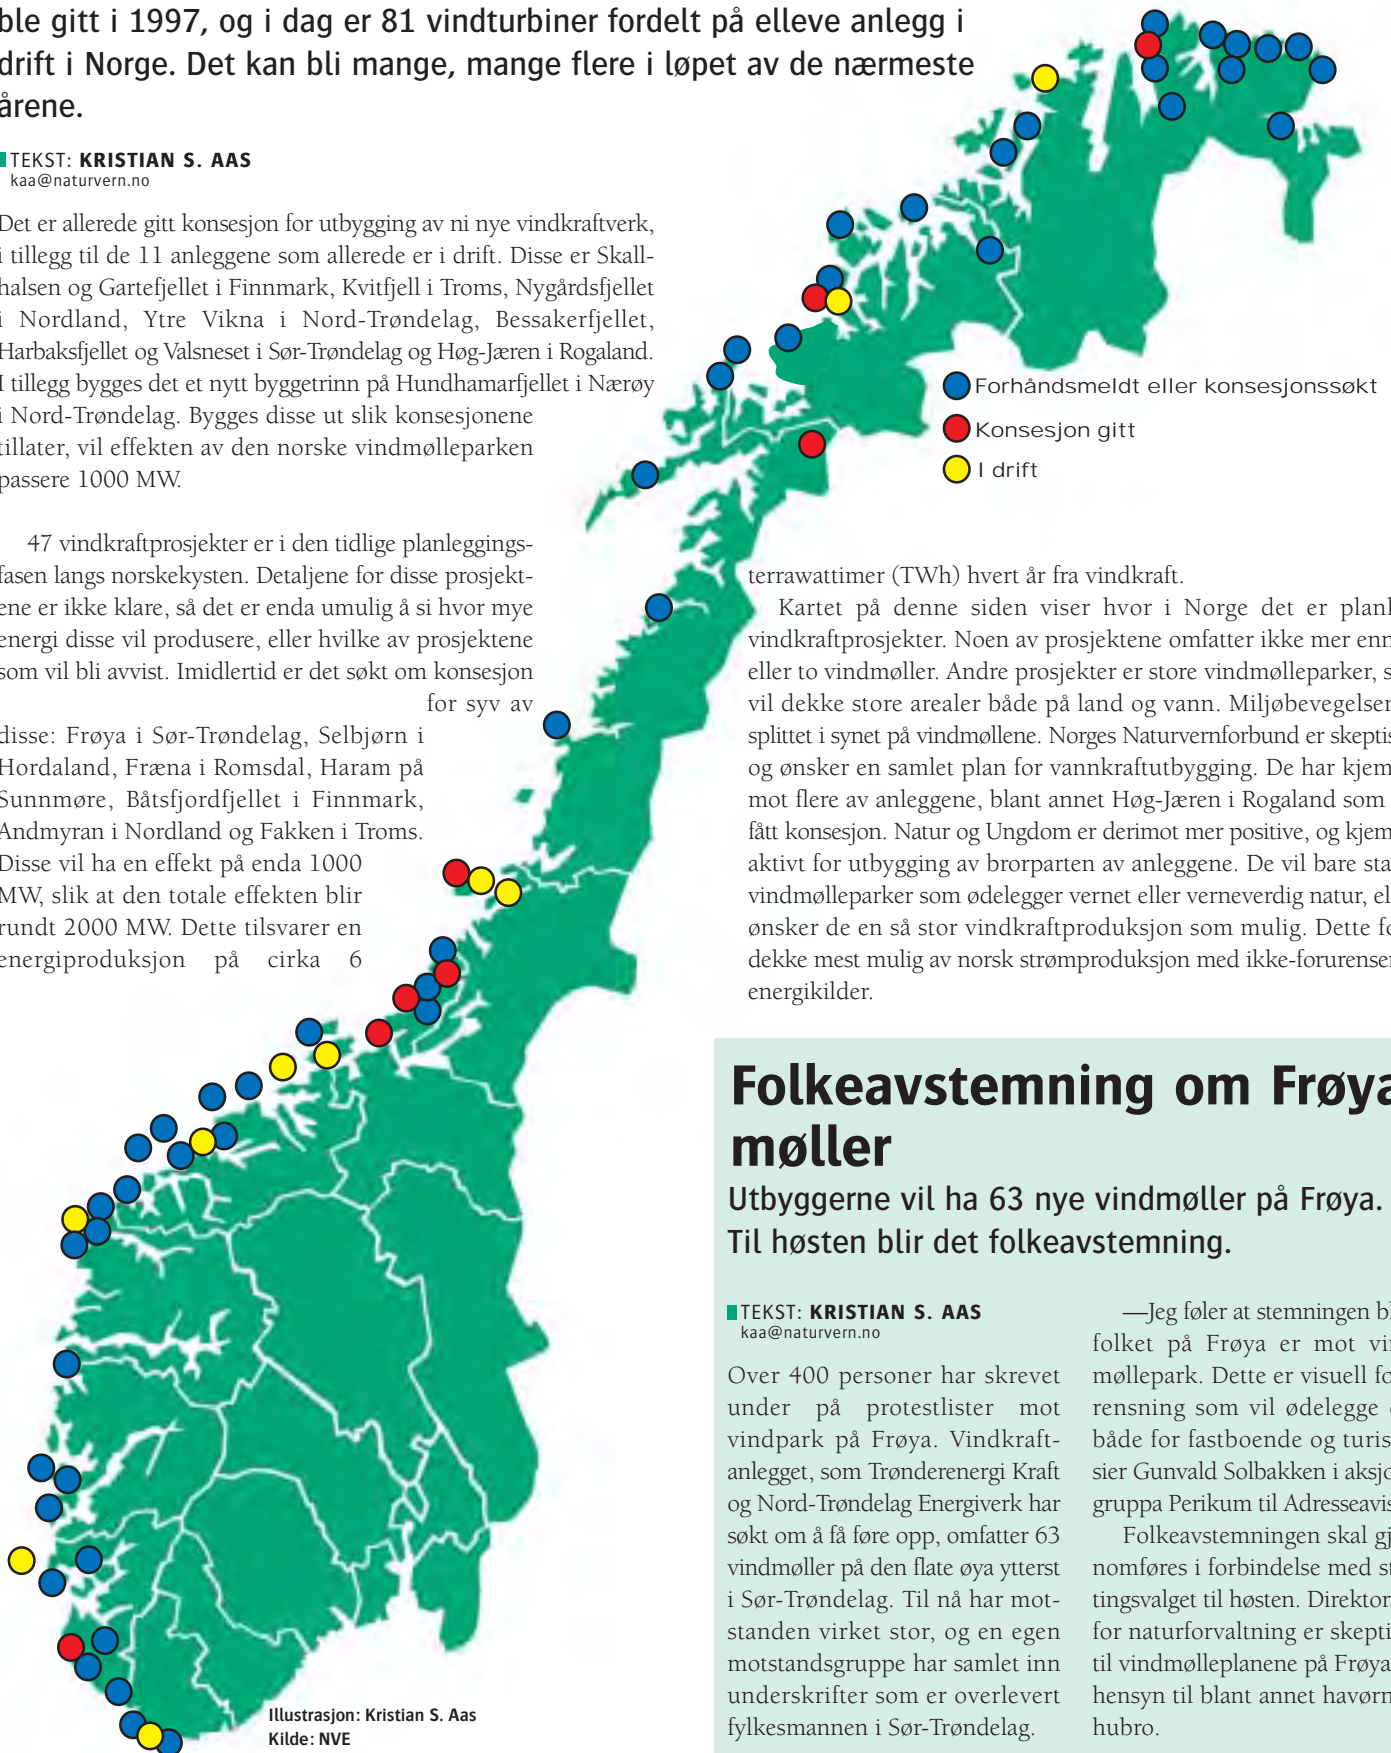 ble gitt i 1997, og i dag er 81 vindturbiner fordelt på elleve anlegg i
drift i Norge. Det kan bli mange, mange flere i løpet av de nærmeste
årene.
TEKST: KRISTIAN S. AAS
kaa@naturvern.no
Det er allerede gitt konsesjon for utbygging av ni nye vindkraftverk,
i tillegg til de 11 anleggene som allerede er i drift. Disse er Skall-
halsen og Gartefjellet i Finnmark, Kvitfjell i Troms, Nygårdsfjellet
i Nordland, Ytre Vikna i Nord-Trøndelag, Bessakerfjellet,
Harbaksfjellet og Valsneset i Sør-Trøndelag og Høg-Jæren i Rogaland.
I tillegg bygges det et nytt byggetrinn på Hundhamarfjellet i Nærøy
i Nord-Trøndelag. Bygges disse ut slik konsesjonene
tillater, vil effekten av den norske vindmølleparken
passere 1000 MW.
47 vindkraftprosjekter er i den tidlige planleggings-
fasen langs norskekysten. Detaljene for disse prosjekt-
ene er ikke klare, så det er enda umulig å si hvor mye
energi disse vil produsere, eller hvilke av prosjektene
som vil bli avvist. Imidlertid er det søkt om konsesjon
for syv av
disse: Frøya i Sør-Trøndelag, Selbjørn i
Hordaland, Fræna i Romsdal, Haram på
Sunnmøre, Båtsfjordfjellet i Finnmark,
Andmyran i Nordland og Fakken i Troms.
Disse vil ha en effekt på enda 1000
MW, slik at den totale effekten blir
rundt 2000 MW. Dette tilsvarer en
energiproduksjon på cirka 6
Forhåndsmeldt eller konsesjonssøkt
Konsesjon gitt
I drift
terrawattimer (TWh) hvert år fra vindkraft.
Kartet på denne siden viser hvor i Norge det er planl
vindkraftprosjekter. Noen av prosjektene omfatter ikke mer enn
eller to vindmøller. Andre prosjekter er store vindmølleparker, s
vil dekke store arealer både på land og vann. Miljøbevegelser
splittet i synet på vindmøllene. Norges Naturvernforbund er skeptis
og ønsker en samlet plan for vannkraftutbygging. De har kjem
mot flere av anleggene, blant annet Høg-Jæren i Rogaland som
fått konsesjon. Natur og Ungdom er derimot mer positive, og kjem
aktivt for utbygging av brorparten av anleggene. De vil bare sta
vindmølleparker som ødelegger vernet eller verneverdig natur, el
ønsker de en så stor vindkraftproduksjon som mulig. Dette fo
dekke mest mulig av norsk strømproduksjon med ikke-forurenser
energikilder.
Folkeavstemning om Frøya
møller
Utbyggerne vil ha 63 nye vindmøller på Frøya.
Til høsten blir det folkeavstemning.
TEKST: KRISTIAN S. AAS
kaa@naturvern.no
Over 400 personer har skrevet
under på protestlister mot
vindpark på Frøya. Vindkraft-
anlegget, som Trønderenergi Kraft
og Nord-Trøndelag Energiverk har
søkt om å få føre opp, omfatter 63
vindmøller på den flate øya ytterst
i Sør-Trøndelag. Til nå har mot-
standen virket stor, og en egen
motstandsgruppe har samlet inn
underskrifter som er overlevert
fylkesmannen i Sør-Trøndelag.
—Jeg føler at stemningen bl
folket på Frøya er mot vin
møllepark. Dette er visuell fo
rensning som vil ødelegge
både for fastboende og turis
sier Gunvald Solbakken i aksjo
gruppa Perikum til Adresseavis
Folkeavstemningen skal gj
nomføres i forbindelse med st
tingsvalget til høsten. Direktora
for naturforvaltning er skepti
til vindmølleplanene på Frøya
hensyn til blant annet havørn
hubro.
Illustrasjon: Kristian S. Aas
Kilde: NVE